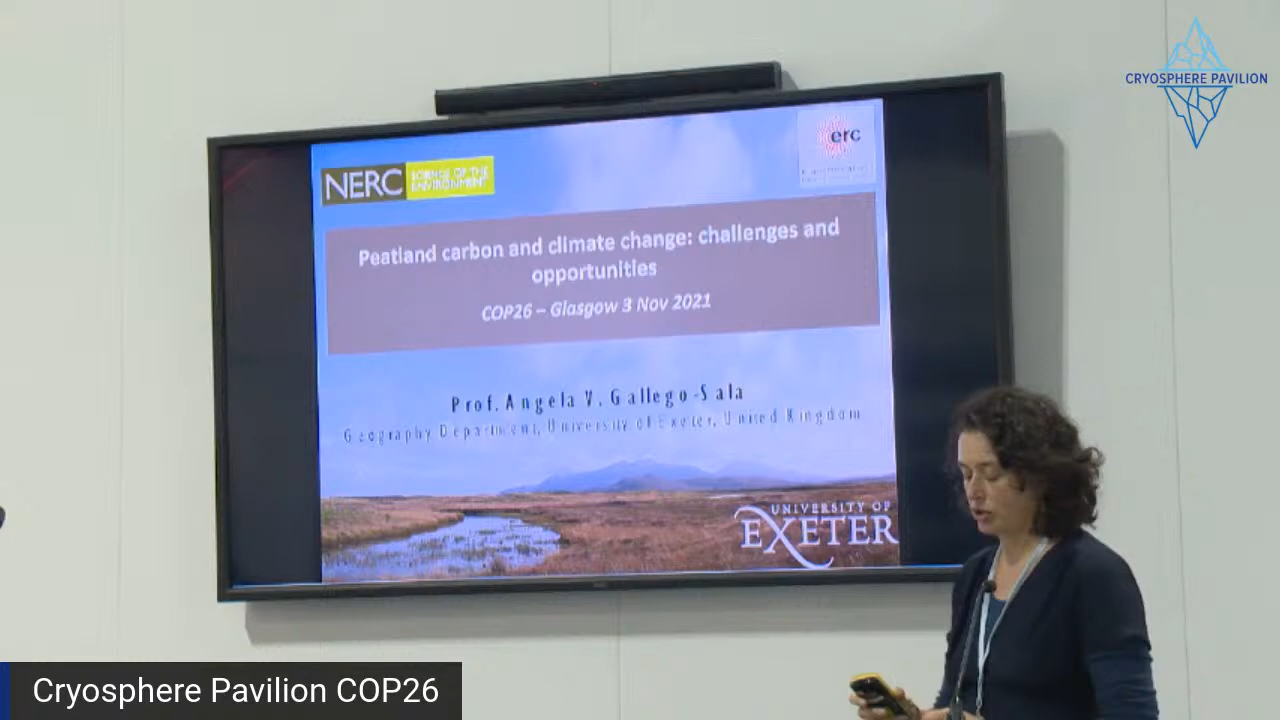 CRYOSPHERE PAVILION
NERC SCIENCE OF THE
ENVIRONMENT
erc
Peatland carbon and climate change: challenges and
opportunities
COP26 – Glasgow 3 Nov 2021
Prof. Angela V. Gallego-Sala
Geography Department, University of Exeter, United Kingdom
UNIVERSITY OF
EXETER
Cryosphere Pavilion COP26